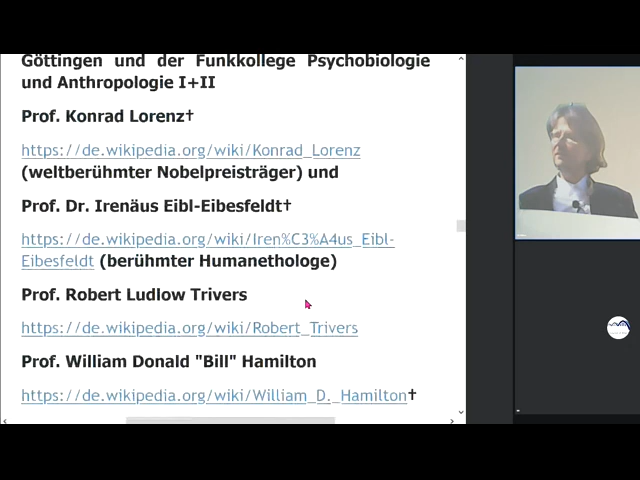 Göttingen und der Funkkollege Psychobiologie
und Anthropologie I+II
Prof. Konrad Lorenz†
https://de.wikipedia.org/wiki/Konrad_Lorenz
(weltberühmter Nobelpreisträger) und
Prof. Dr. Irenäus Eibl-Eibesfeldt†
https://de.wikipedia.org/wiki/Iren%C3%A4us_Eibl-
Eibesfeldt (berühmter Humanethologe)
Prof. Robert Ludlow Trivers
https://de.wikipedia.org/wiki/Robert_Trivers
Prof. William Donald "Bill" Hamilton
https://de.wikipedia.org/wiki/William_D._Hamilton†